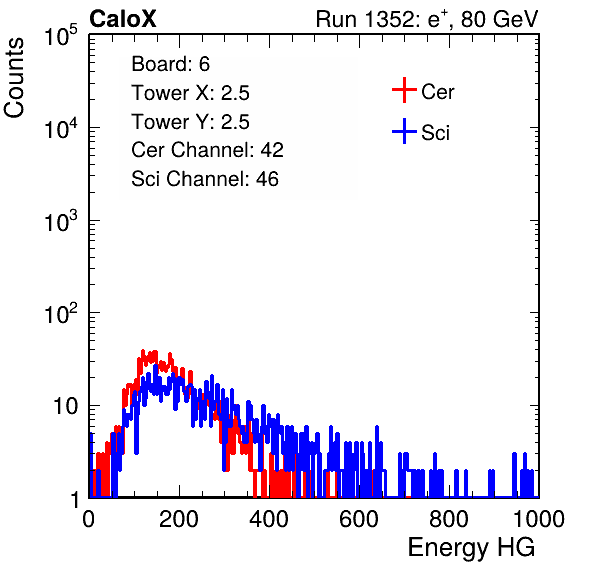 CaloX
Run 1352: e+, 80 GeV
Counts
10^5
10^4
10^3
10^2
10
1
Board: 6
Tower X: 2.5
Tower Y: 2.5
Cer Channel: 42
Sci Channel: 46
Cer
Sci
0 200 400 600 800 1000
Energy HG